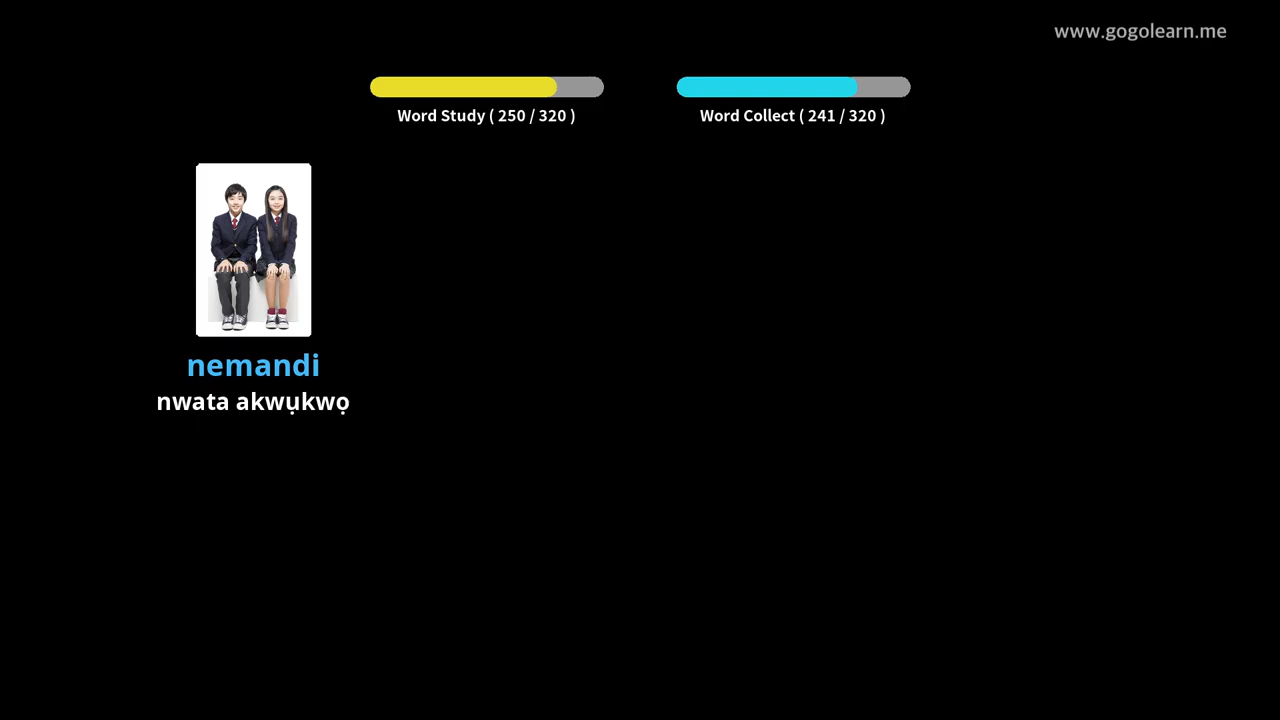 www.gogolearn.me
Word Study ( 250 / 320 )
Word Collect ( 241 / 320 )
nemandi
nwata akwụkwọ